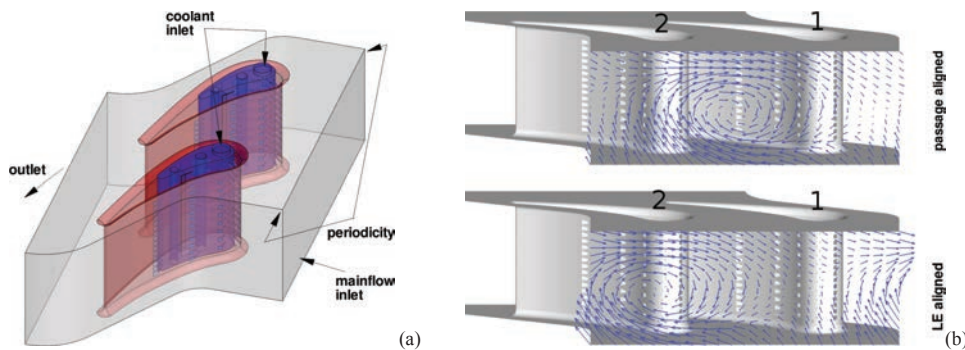 coolant
inlet
outlet
periodicity
mainflow
inlet
(a)
2
1
passage aligned
2
1
LE aligned
(b)